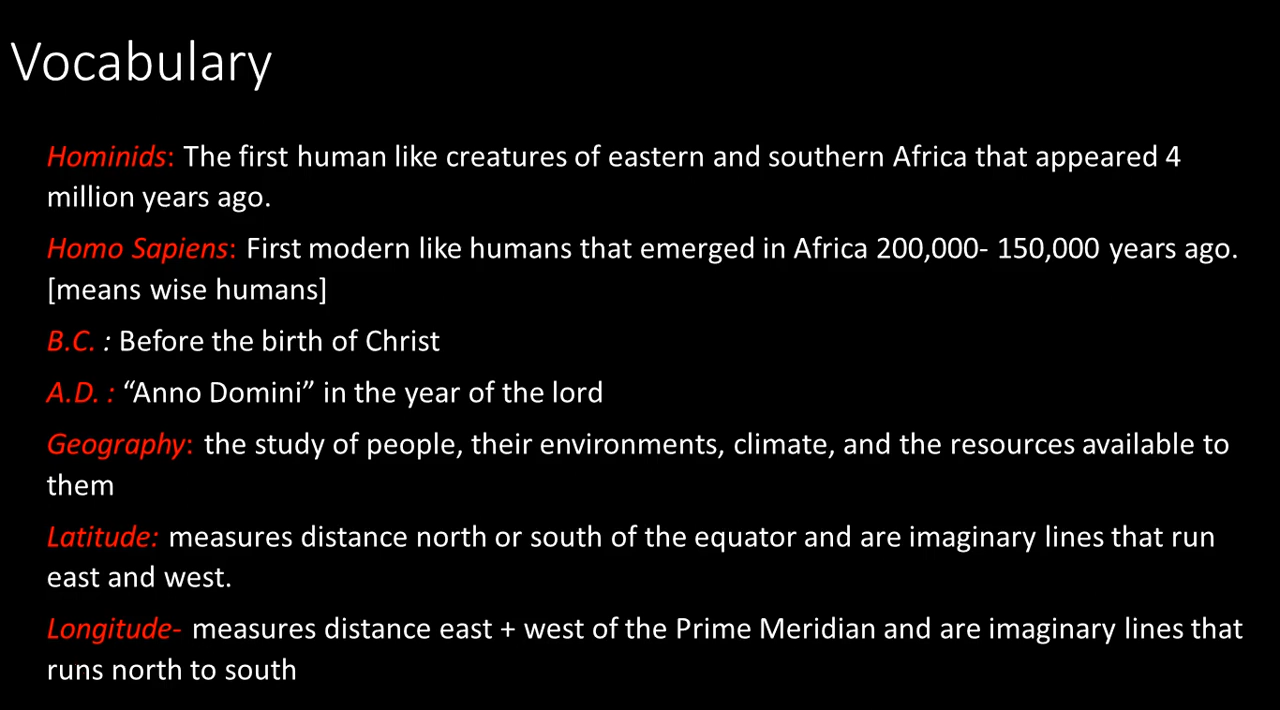 Vocabulary
Hominids: The first human like creatures of eastern and southern Africa that appeared 4
million years ago.
Homo Sapiens: First modern like humans that emerged in Africa 200,000- 150,000 years ago.
[means wise humans]
B.C. : Before the birth of Christ
A.D. : “Anno Domini” in the year of the lord
Geography: the study of people, their environments, climate, and the resources available to
them
Latitude: measures distance north or south of the equator and are imaginary lines that run
east and west.
Longitude- measures distance east + west of the Prime Meridian and are imaginary lines that
runs north to south